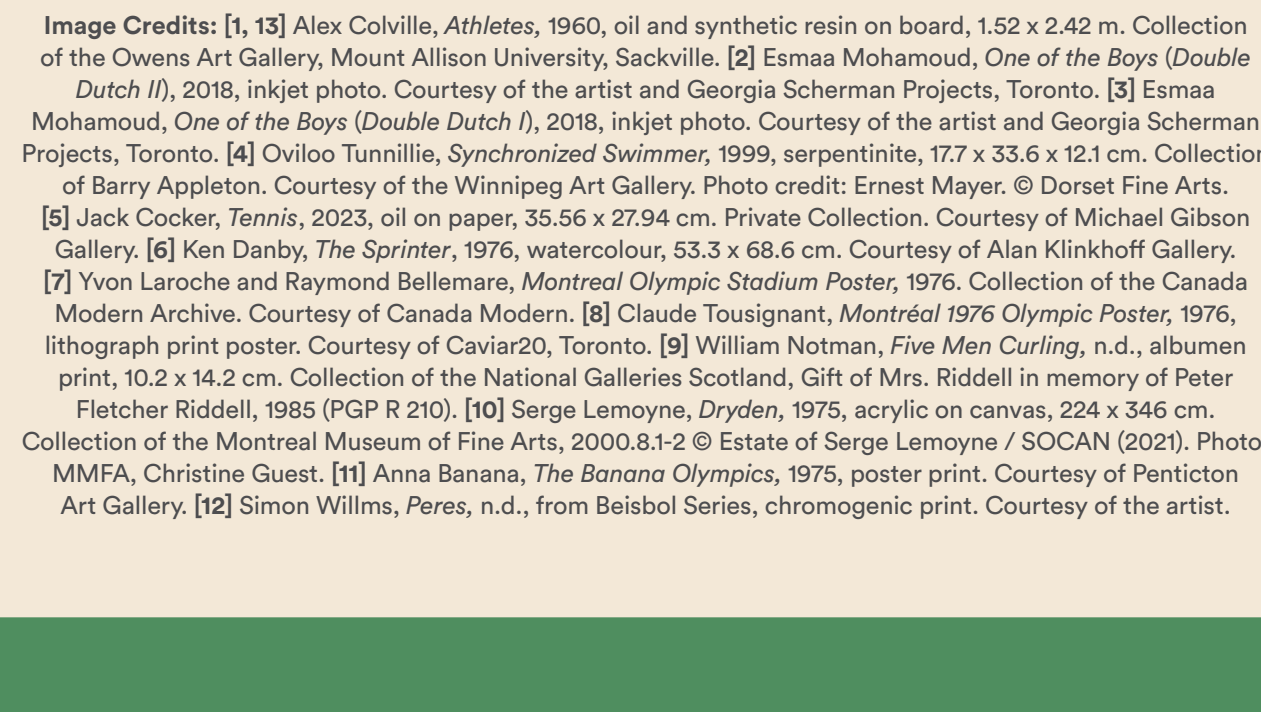 Image Credits: [1, 13] Alex Colville, Athletes, 1960, oil and synthetic resin on board, 1.52 x 2.42 m. Collection
of the Owens Art Gallery, Mount Allison University, Sackville. [2] Esmaa Mohamoud, One of the Boys (Double
Dutch II), 2018, inkjet photo. Courtesy of the artist and Georgia Scherman Projects, Toronto. [3] Esmaa
Mohamoud, One of the Boys (Double Dutch I), 2018, inkjet photo. Courtesy of the artist and Georgia Scherman
Projects, Toronto. [4] Oviloo Tunnillie, Synchronized Swimmer, 1999, serpentinite, 17.7 x 33.6 x 12.1 cm. Collection
of Barry Appleton. Courtesy of the Winnipeg Art Gallery. Photo credit: Ernest Mayer. © Dorset Fine Arts.
[5] Jack Cocker, Tennis, 2023, oil on paper, 35.56 x 27.94 cm. Private Collection. Courtesy of Michael Gibson
Gallery. [6] Ken Danby, The Sprinter, 1976, watercolour, 53.3 x 68.6 cm. Courtesy of Alan Klinkhoff Gallery.
[7] Yvon Laroche and Raymond Bellemare, Montreal Olympic Stadium Poster, 1976. Collection of the Canada
Modern Archive. Courtesy of Canada Modern. [8] Claude Tousignant, Montréal 1976 Olympic Poster, 1976,
lithograph print poster. Courtesy of Caviar20, Toronto. [9] William Notman, Five Men Curling, n.d., albumen
print, 10.2 x 14.2 cm. Collection of the National Galleries Scotland, Gift of Mrs. Riddell in memory of Peter
Fletcher Riddell, 1985 (PGP R 210). [10] Serge Lemoyne, Dryden, 1975, acrylic on canvas, 224 x 346 cm.
Collection of the Montreal Museum of Fine Arts, 2000.8.1-2 © Estate of Serge Lemoyne / SOCAN (2021). Photo
MMFA, Christine Guest. [11] Anna Banana, The Banana Olympics, 1975, poster print. Courtesy of Penticton
Art Gallery. [12] Simon Willms, Peres, n.d., from Beisbol Series, chromogenic print. Courtesy of the artist.